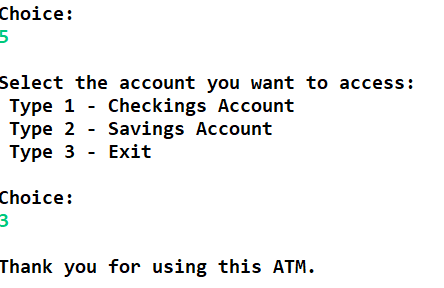 Choice:
5
Select the account you want to access:
Type 1 - Checkings Account
Type 2 - Savings Account
Type 3 - Exit
Choice:
3
Thank you for using this ATM.